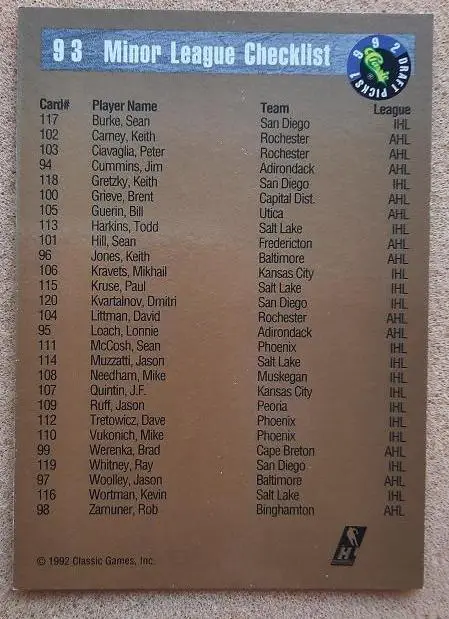 93 Minor League Checklist
1992 Classic DRAFT PICKS
Card# Player Name Team League
117 Burke, Sean San Diego IHL
102 Carney, Keith Rochester AHL
103 Ciavaglia, Peter Rochester AHL
94 Cummins, Jim Adirondack AHL
118 Gretzky, Keith San Diego IHL
100 Grieve, Brent Capital Dist. AHL
105 Guerin, Bill Utica AHL
113 Harkins, Todd Salt Lake IHL
101 Hill, Sean Fredericton AHL
96 Jones, Keith Baltimore AHL
106 Kravets, Mikhail Kansas City IHL
115 Kruse, Paul Salt Lake IHL
120 Kvartalnov, Dmitri San Diego IHL
104 Littman, David Rochester AHL
95 Loach, Lonnie Adirondack AHL
111 McCosh, Sean Phoenix IHL
114 Muzzatti, Jason Salt Lake IHL
108 Needham, Mike Muskegan IHL
107 Quintin, J.F. Kansas City IHL
109 Ruff, Jason Peoria IHL
112 Tretowicz, Dave Phoenix IHL
110 Vukonich, Mike Phoenix IHL
99 Werenka, Brad Cape Breton AHL
119 Whitney, Ray San Diego IHL
97 Woolley, Jason Baltimore AHL
116 Wortman, Kevin Salt Lake IHL
98 Zamuner, Rob Binghamton AHL
© 1992 Classic Games, Inc.
H